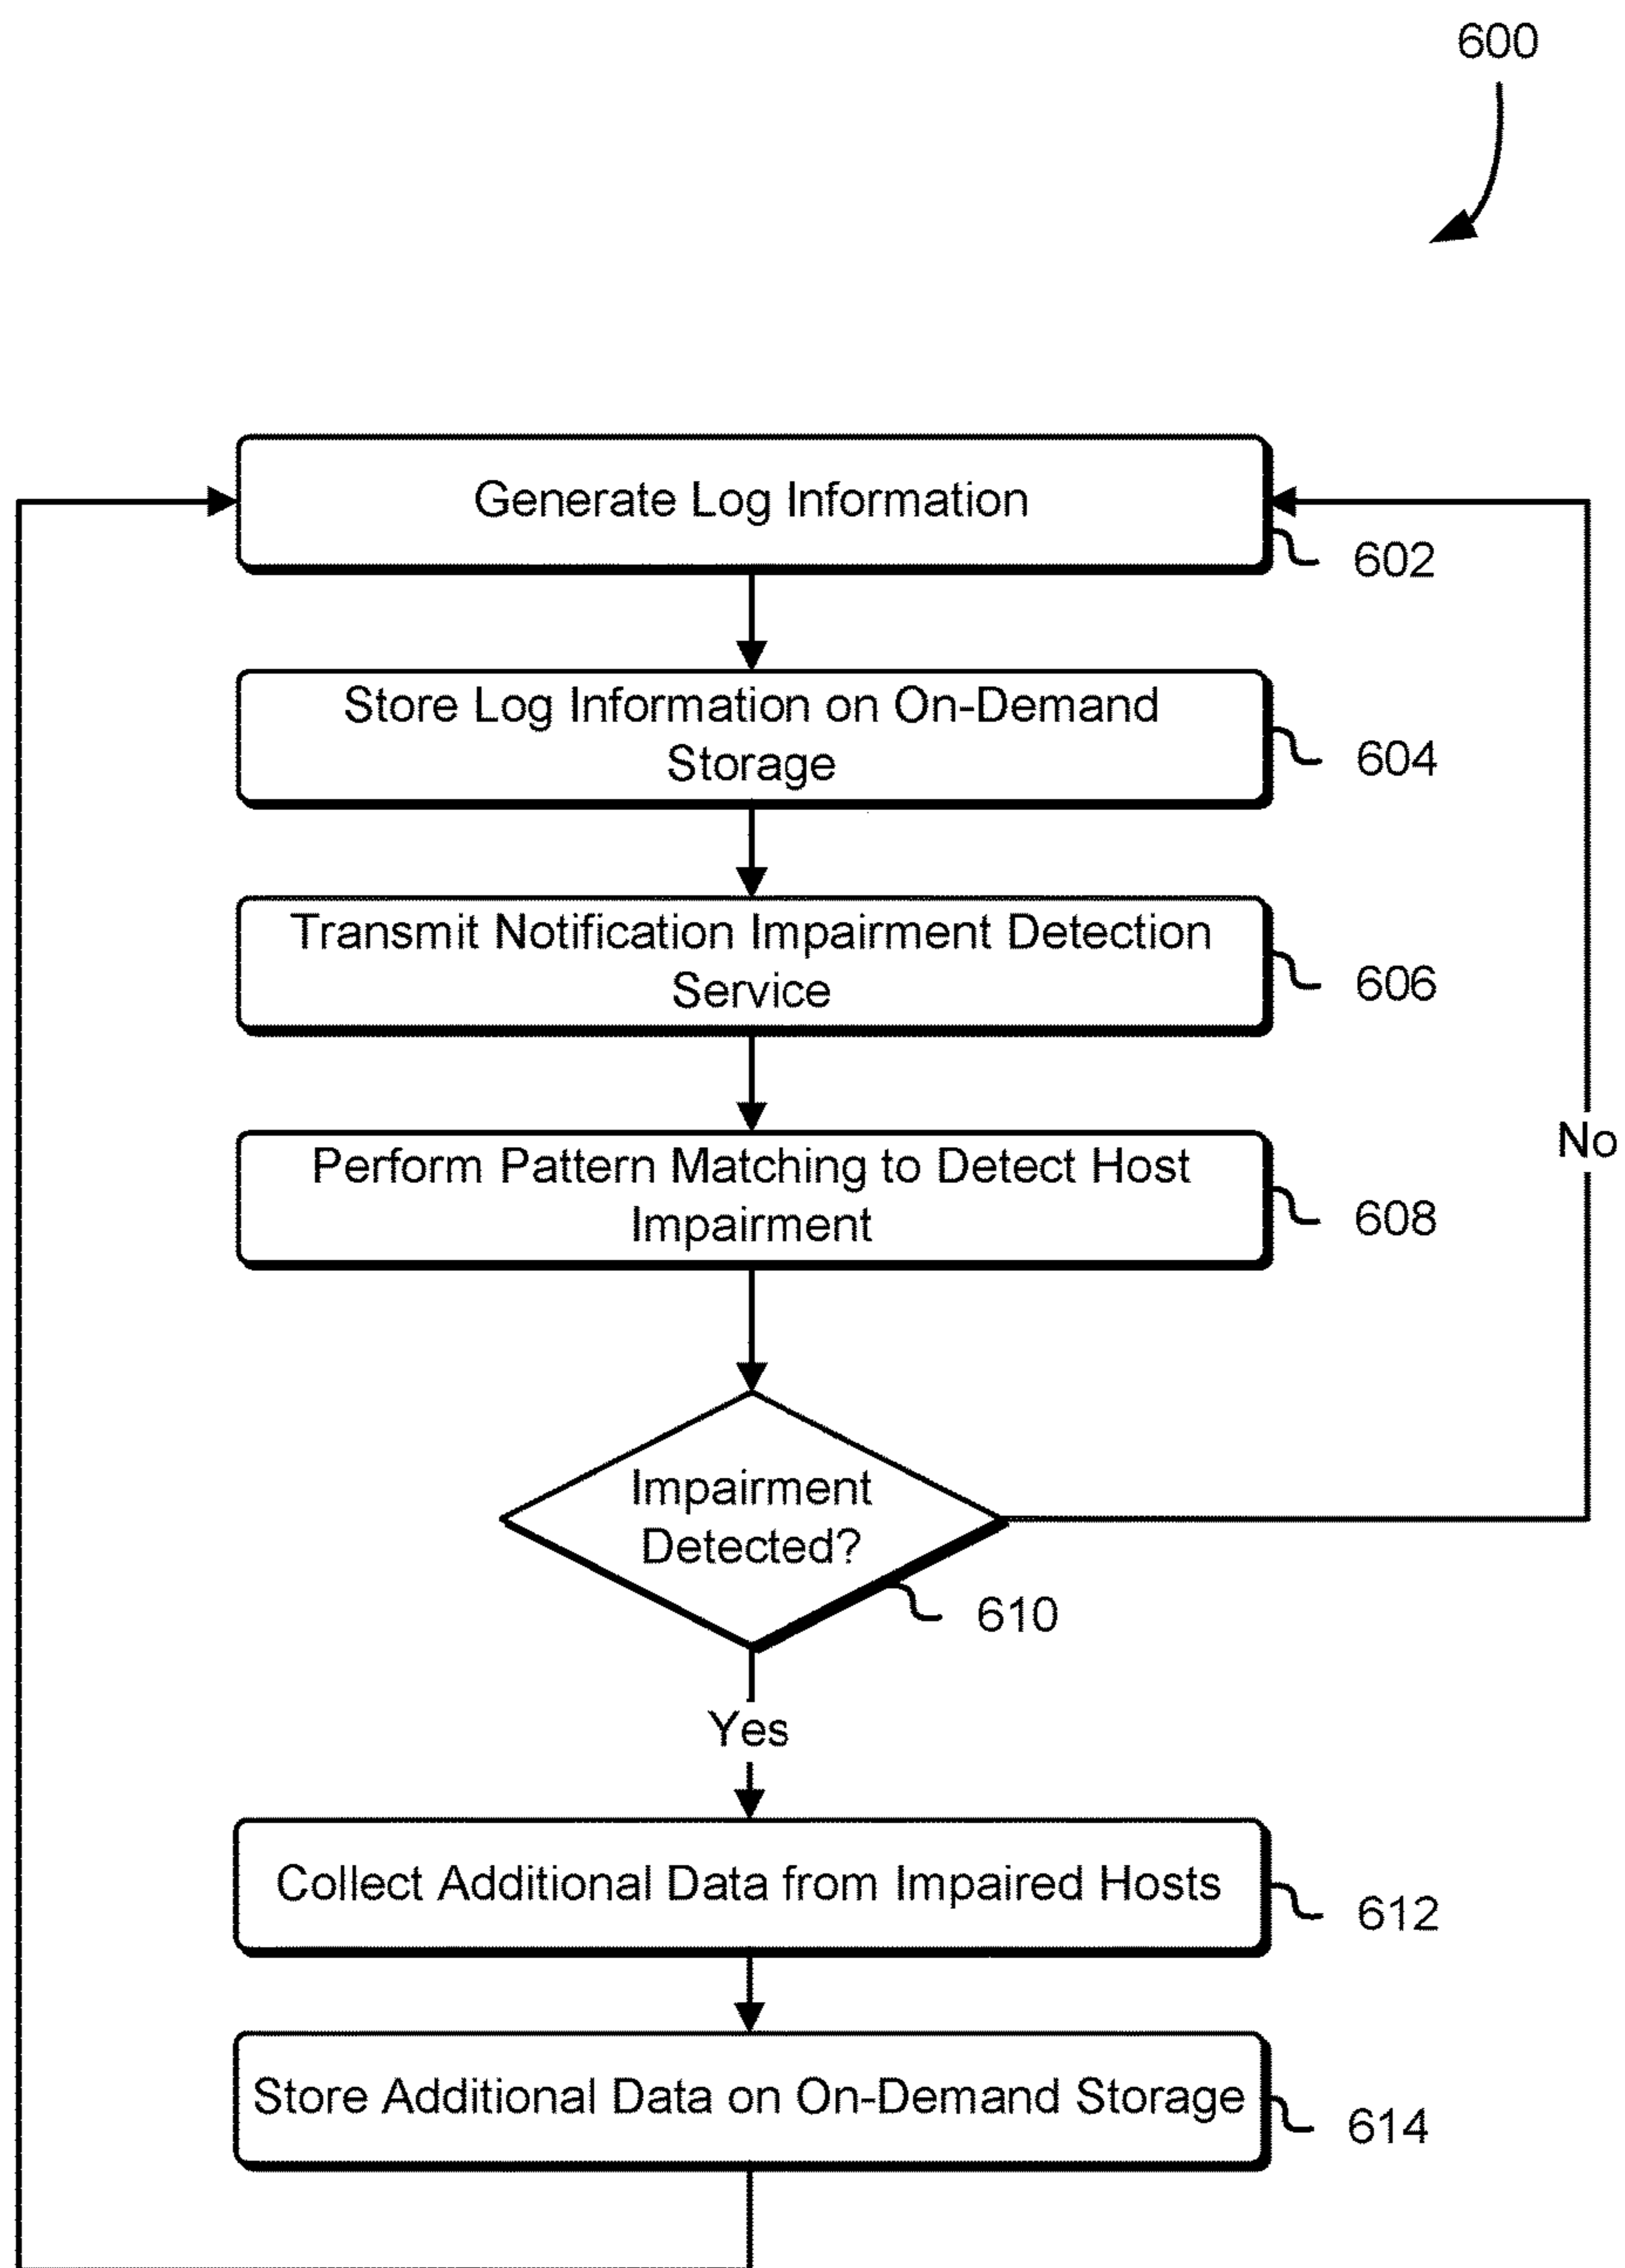 600
Generate Log Information
602
Store Log Information on On-Demand
Storage
604
Transmit Notification Impairment Detection
Service
606
Perform Pattern Matching to Detect Host
Impairment
608
No
Impairment
Detected?
610
Yes
Collect Additional Data from Impaired Hosts
612
Store Additional Data on On-Demand Storage
614